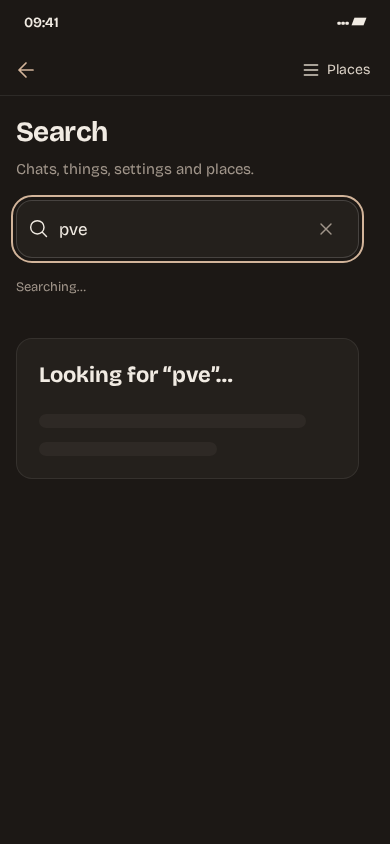 09:41
Places
Search
Chats, things, settings and places.
pve
Searching...
Looking for “pve”...